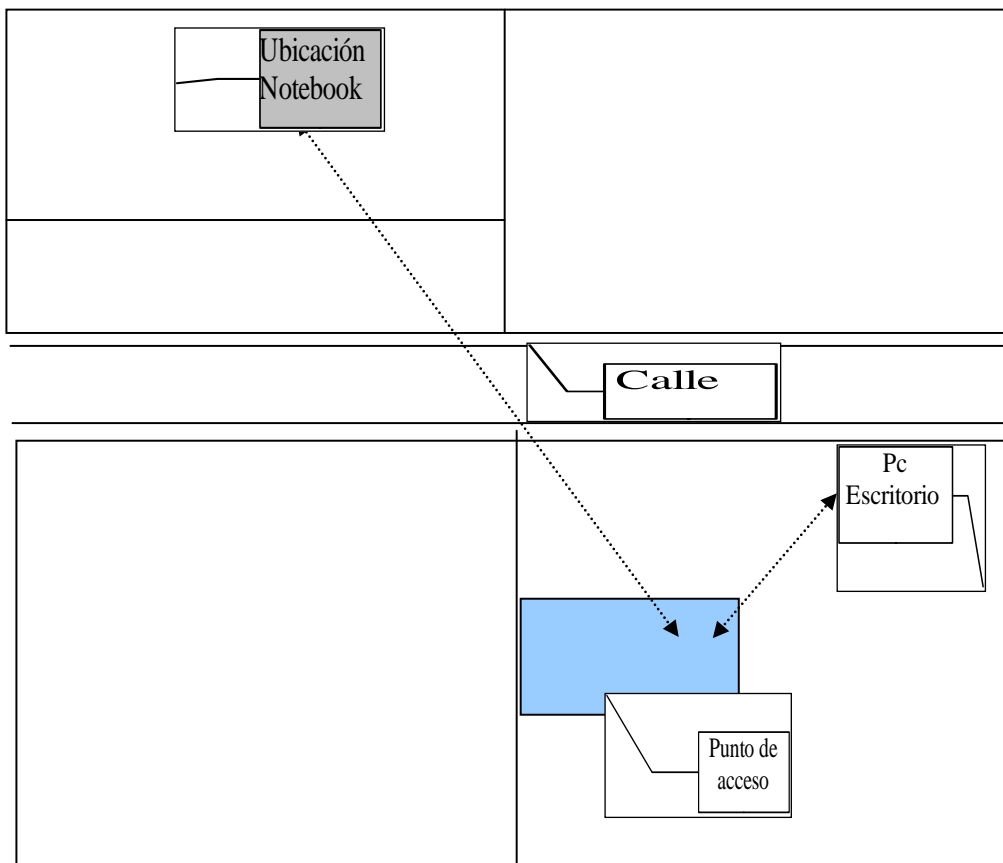 Ubicación
Notebook
Calle
Pc
Escritorio
Punto de
acceso